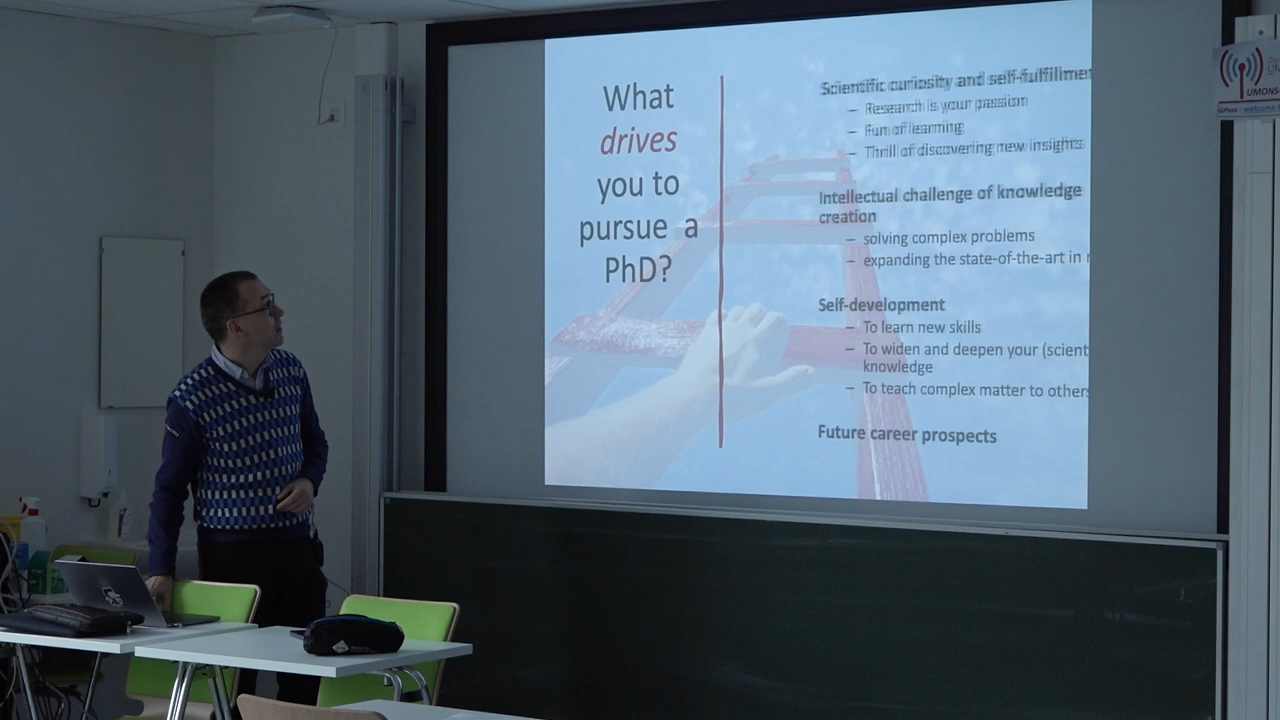 What
drives
you to
pursue a
PhD?
Scientific curiosity and self-fulfillmen
– Research is your passion
– Fun of learning
– Thrill of discovering new insights
Intellectual challenge of knowledge
creation
– solving complex problems
– expanding the state-of-the-art in
Self-development
– To learn new skills
– To widen and deepen your (scient
knowledge
– To teach complex matter to others
Future career prospects
UMONS